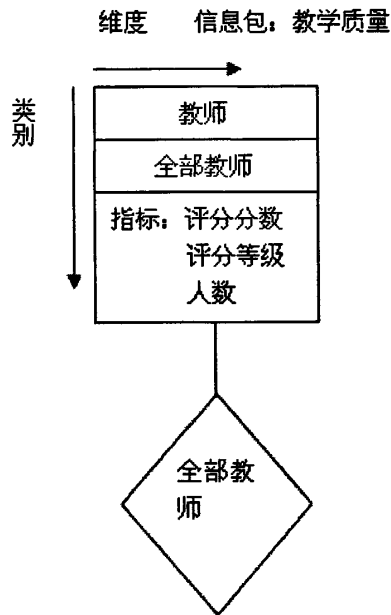 维度 信息包：教学质量
类别
教师
全部教师
指标：评分分数
评分等级
人数
全部教
师